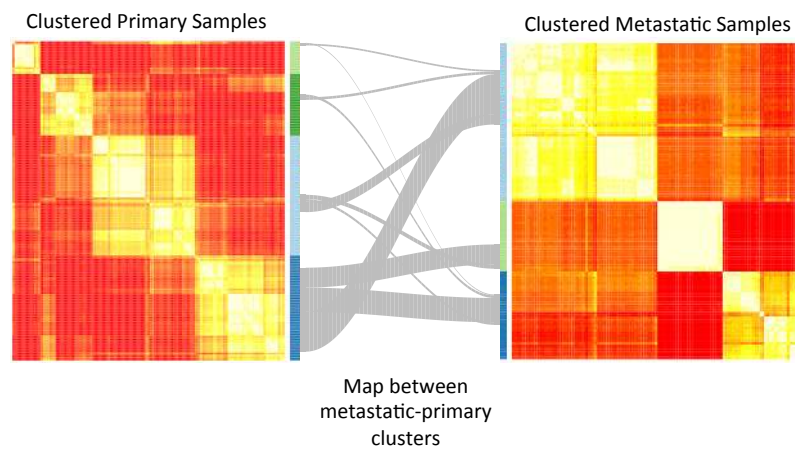 Clustered Primary Samples
Clustered Metastatic Samples
Map between
metastatic-primary
clusters